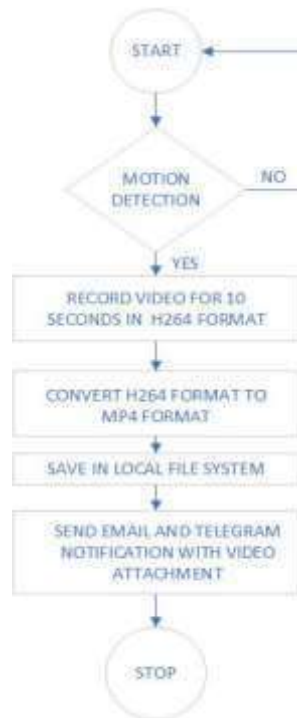 START
MOTION
DETECTION
NO
YES
RECORD VIDEO FOR 10
SECONDS IN H264 FORMAT
CONVERT H264 FORMAT TO
MP4 FORMAT
SAVE IN LOCAL FILE SYSTEM
SEND EMAIL AND TELEGRAM
NOTIFICATION WITH VIDEO
ATTACHMENT
STOP